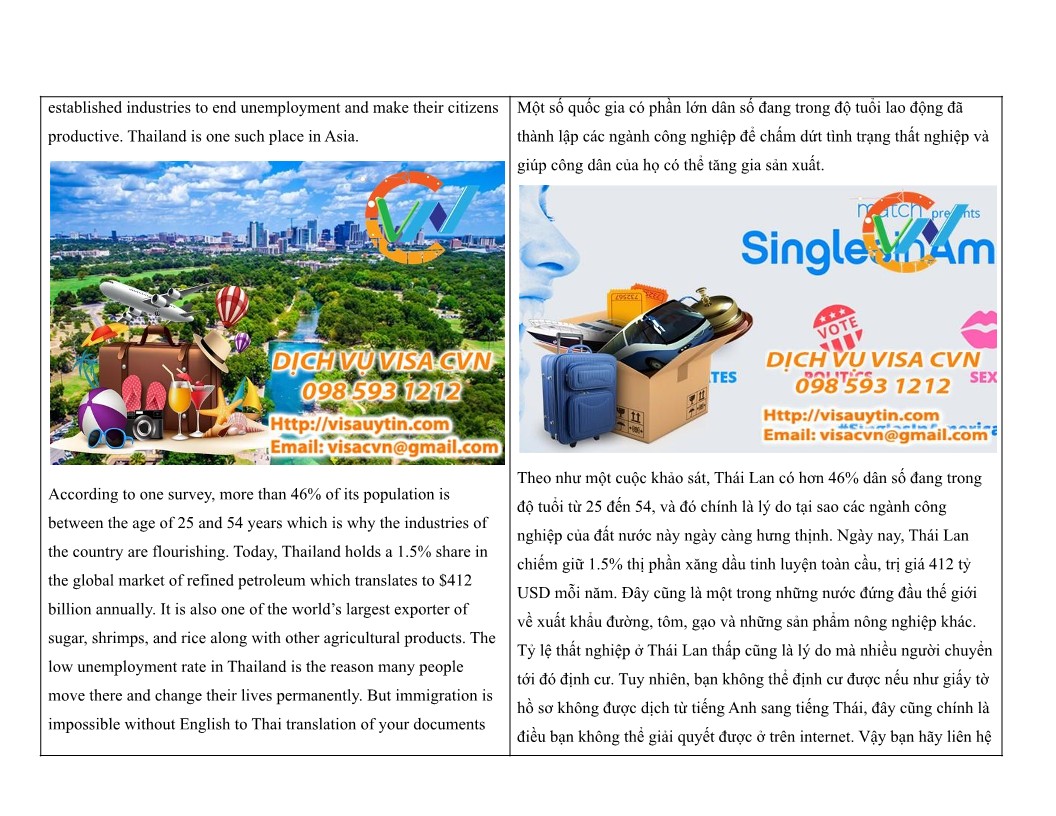 established industries to end unemployment and make their citizens
productive. Thailand is one such place in Asia.
DỊCH VỤ VISA CVN
098 593 1212
Http://visauytin.com
Email: visacvn@gmail.com
According to one survey, more than 46% of its population is
between the age of 25 and 54 years which is why the industries of
the country are flourishing. Today, Thailand holds a 1.5% share in
the global market of refined petroleum which translates to $412
billion annually. It is also one of the world’s largest exporter of
sugar, shrimps, and rice along with other agricultural products. The
low unemployment rate in Thailand is the reason many people
move there and change their lives permanently. But immigration is
impossible without English to Thai translation of your documents
Một số quốc gia có phần lớn dân số đang trong độ tuổi lao động đã
thành lập các ngành công nghiệp để chấm dứt tình trạng thất nghiệp và
giúp công dân của họ có thể tăng gia sản xuất.
match presents
SinglesinAm
732567
VOTE
DỊCH VỤ VISA CVN
TES
POLITICS
SEX
098 593 1212
Http://visauytin.com
#SinglesInAmerica
Email: visacvn@gmail.com
Theo như một cuộc khảo sát, Thái Lan có hơn 46% dân số đang trong
độ tuổi từ 25 đến 54, và đó chính là lý do tại sao các ngành công
nghiệp của đất nước này ngày càng hưng thịnh. Ngày nay, Thái Lan
chiếm giữ 1.5% thị phần xăng dầu tinh luyện toàn cầu, trị giá 412 tỷ
USD mỗi năm. Đây cũng là một trong những nước đứng đầu thế giới
về xuất khẩu đường, tôm, gạo và những sản phẩm nông nghiệp khác.
Tỷ lệ thất nghiệp ở Thái Lan thấp cũng là lý do mà nhiều người chuyển
tới đó định cư. Tuy nhiên, bạn không thể định cư được nếu như giấy tờ
hồ sơ không được dịch từ tiếng Anh sang tiếng Thái, đây cũng chính là
điều bạn không thể giải quyết được ở trên internet. Vậy bạn hãy liên hệ